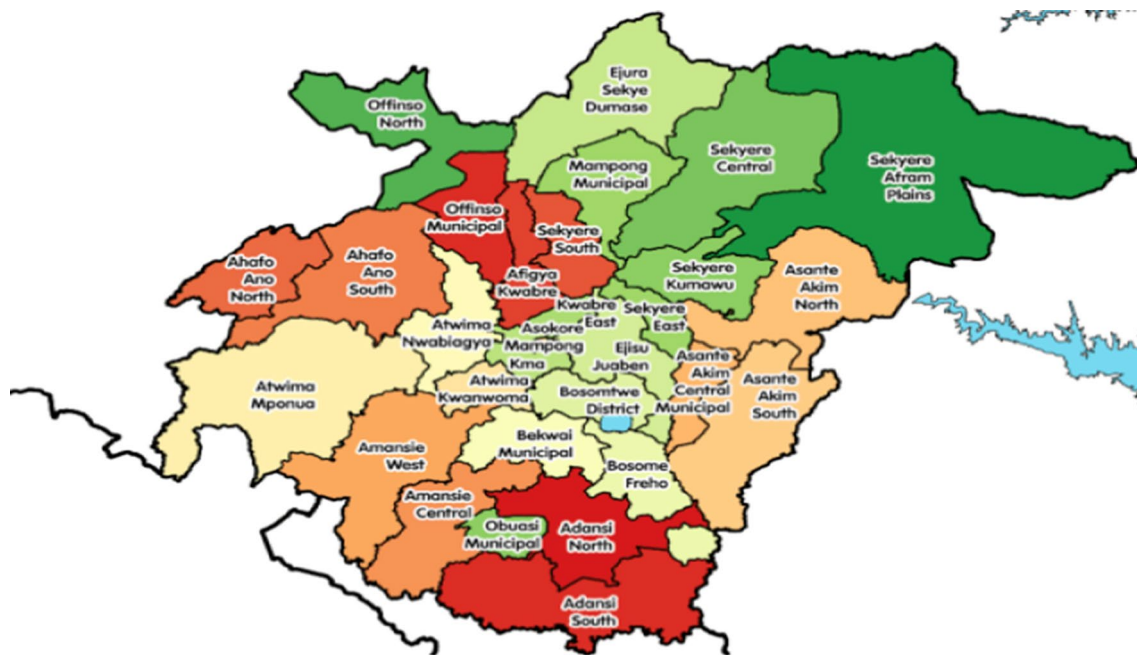 Ejura
Sekye
Dumase
Offinso
North
Sekyere
Central
Mampong
Municipal
Sekyere
Afram
Plains
Offinso
Municipal
Sekyere
South
Ahafo
Ano
North
Ahafo
Ano
South
Afigya
Kwabre
Sekyere
Kumawu
Asante
Akim
North
Kwabre
East
Sekyere
East
Atwima
Nwabiagya
Asokore
Mampong
Kma
Ejisu
Juaben
Asante
Akim
Central
Municipal
Asante
Akim
South
Atwima
Mponua
Atwima
Kwanwoma
Bosomtwe
District
Bekwai
Municipal
Amansie
West
Bosome
Freho
Amansie
Central
Obuasi
Municipal
Adansi
North
Adansi
South